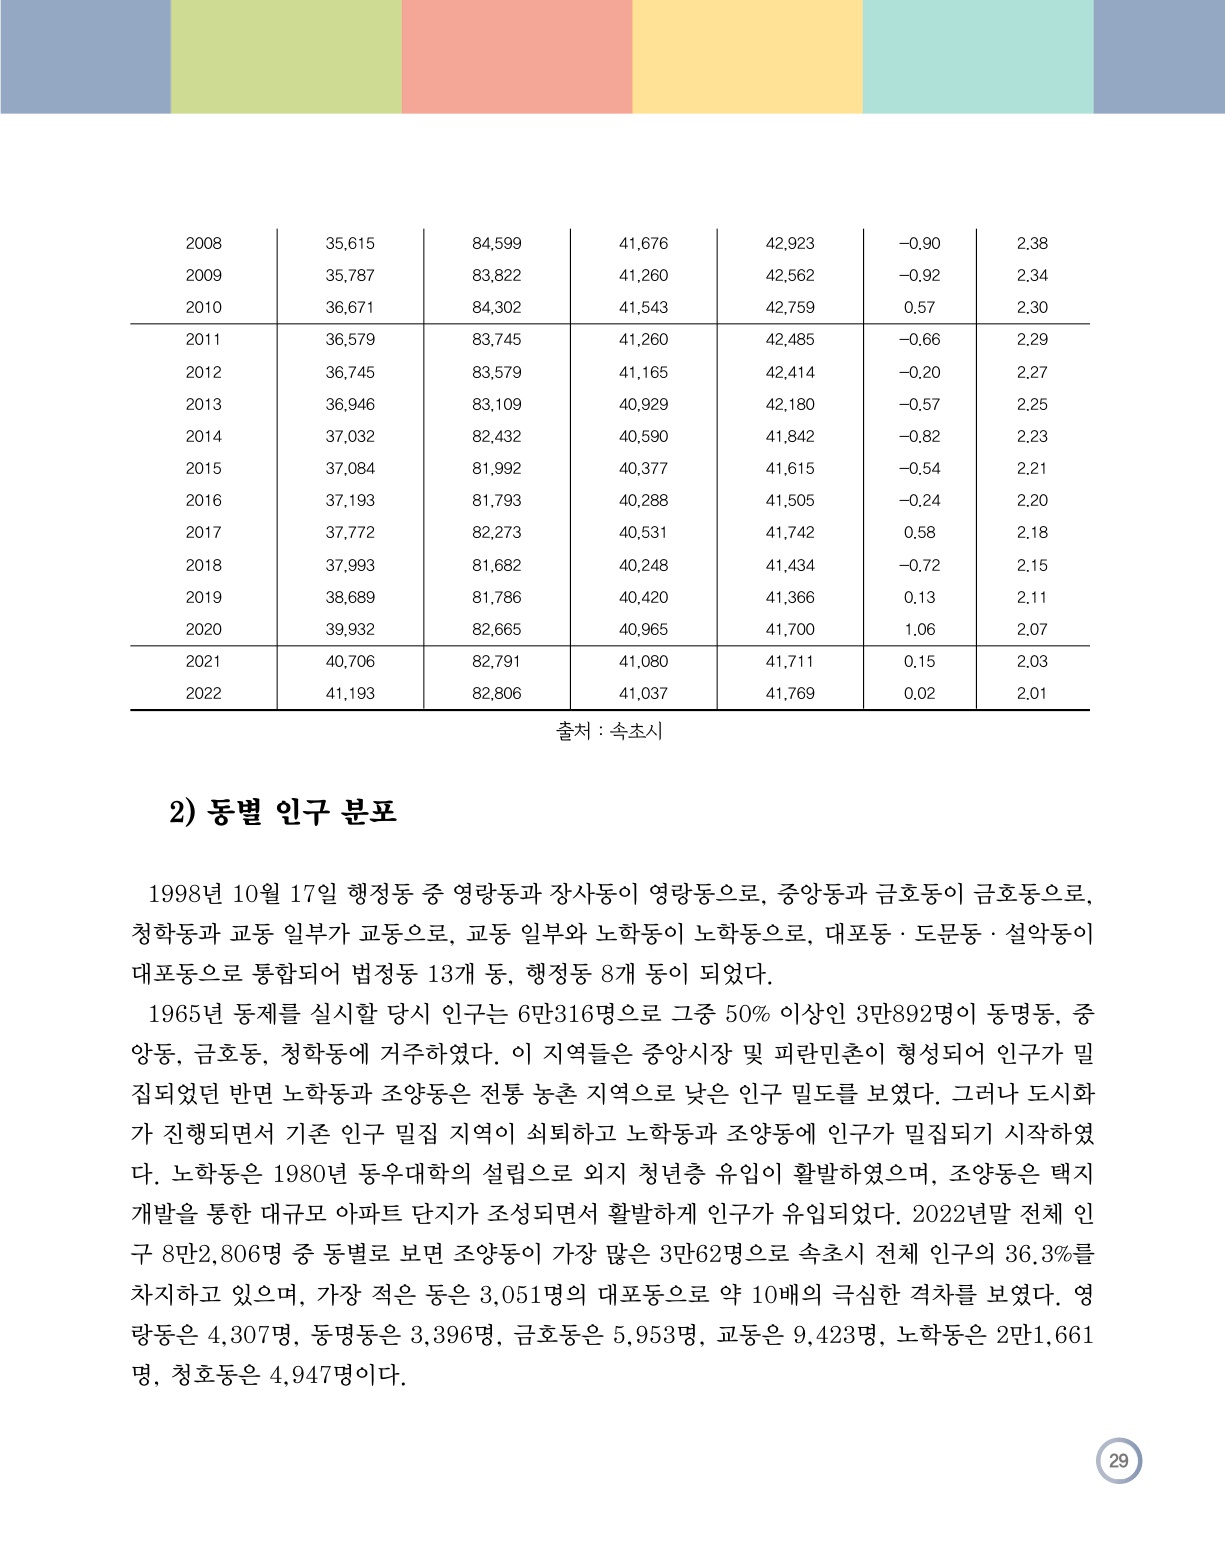 2008 35,615 84,599 41,676 42,923 −0.90 2.38
2009 35,787 83,822 41,260 42,562 −0.92 2.34
2010 36,671 84,302 41,543 42,759 0.57 2.30
2011 36,579 83,745 41,260 42,485 −0.66 2.29
2012 36,745 83,579 41,165 42,414 −0.20 2.27
2013 36,946 83,109 40,929 42,180 −0.57 2.25
2014 37,032 82,432 40,590 41,842 −0.82 2.23
2015 37,084 81,992 40,377 41,615 −0.54 2.21
2016 37,193 81,793 40,288 41,505 −0.24 2.20
2017 37,772 82,273 40,531 41,742 0.58 2.18
2018 37,993 81,682 40,248 41,434 −0.72 2.15
2019 38,689 81,786 40,420 41,366 0.13 2.11
2020 39,932 82,665 40,965 41,700 1.06 2.07
2021 40,706 82,791 41,080 41,711 0.15 2.03
2022 41,193 82,806 41,037 41,769 0.02 2.01
출처 : 속초시
2) 동별 인구 분포
1998년 10월 17일 행정동 중 영랑동과 장사동이 영랑동으로, 중앙동과 금호동이 금호동으로,
청학동과 교동 일부가 교동으로, 교동 일부와 노학동이 노학동으로, 대포동 · 도문동 · 설악동이
대포동으로 통합되어 법정동 13개 동, 행정동 8개 동이 되었다.
1965년 동제를 실시할 당시 인구는 6만316명으로 그중 50% 이상인 3만892명이 동명동, 중
앙동, 금호동, 청학동에 거주하였다. 이 지역들은 중앙시장 및 피란민촌이 형성되어 인구가 밀
집되었던 반면 노학동과 조양동은 전통 농촌 지역으로 낮은 인구 밀도를 보였다. 그러나 도시화
가 진행되면서 기존 인구 밀집 지역이 쇠퇴하고 노학동과 조양동에 인구가 밀집되기 시작하였
다. 노학동은 1980년 동우대학의 설립으로 외지 청년층 유입이 활발하였으며, 조양동은 택지
개발을 통한 대규모 아파트 단지가 조성되면서 활발하게 인구가 유입되었다. 2022년말 전체 인
구 8만2,806명 중 동별로 보면 조양동이 가장 많은 3만62명으로 속초시 전체 인구의 36.3%를
차지하고 있으며, 가장 적은 동은 3,051명의 대포동으로 약 10배의 극심한 격차를 보였다. 영
랑동은 4,307명, 동명동은 3,396명, 금호동은 5,953명, 교동은 9,423명, 노학동은 2만1,661
명, 청호동은 4,947명이다.
29